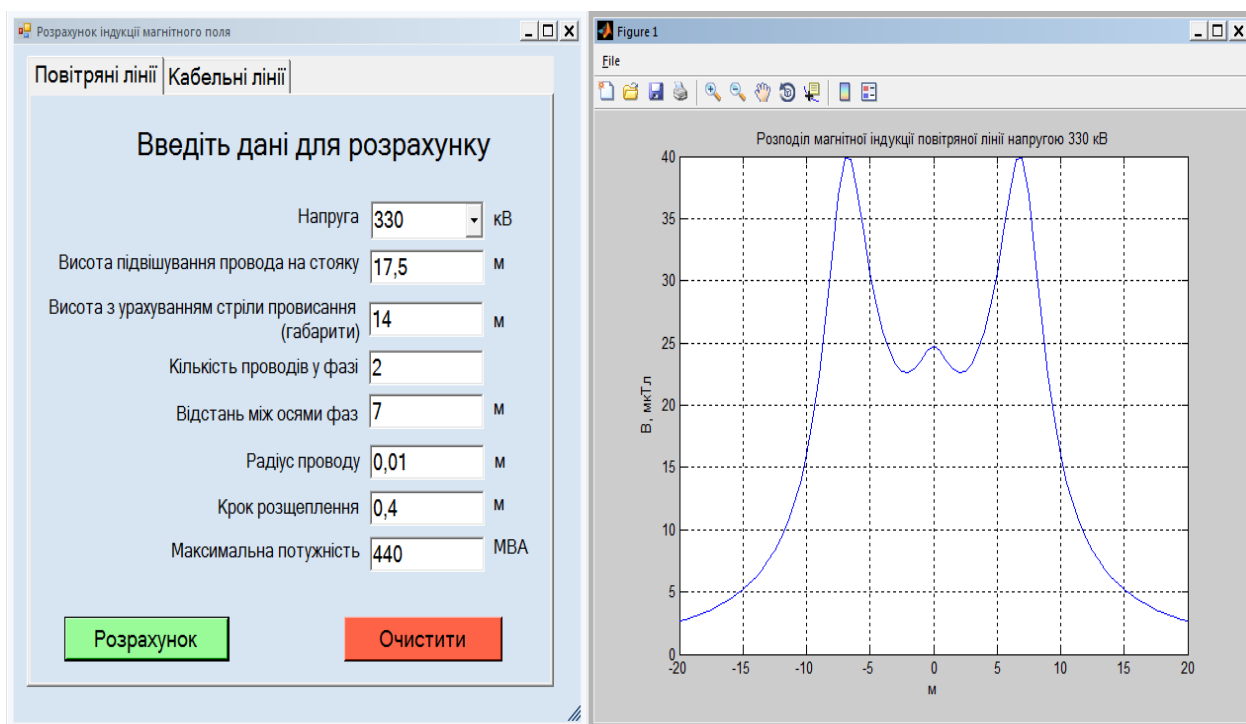 Розрахунок індукції магнітного поля
Повітряні лінії
Кабельні лінії
Введіть дані для розрахунку
Напруга 330 кВ
Висота підвішування провода на стояку 17,5 м
Висота з урахуванням стріли провисання
(габарити) 14 м
Кількість проводів у фазі 2
Відстань між осями фаз 7 м
Радіус проводу 0,01 м
Крок розщеплення 0,4 м
Максимальна потужність 440 МВА
Розрахунок
Очистити
Figure 1
File
Розподіл магнітної індукції повітряної лінії напругою 330 кВ
40
35
30
25
20
15
10
5
0
В, мкТл
-20 -15 -10 -5 0 5 10 15 20
м